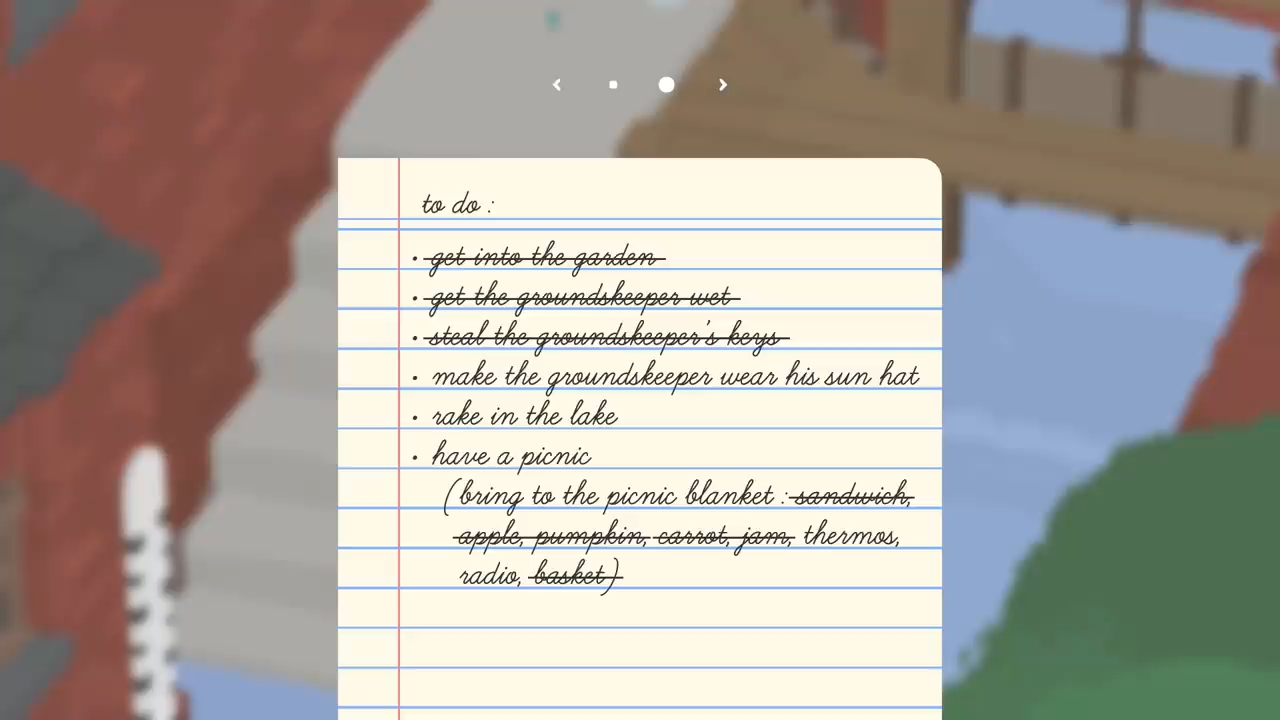 to do :
• get into the garden
• get the groundskeeper wet
• steal the groundskeeper's keys
• make the groundskeeper wear his sun hat
• rake in the lake
• have a picnic
(bring to the picnic blanket : sandwich,
apple, pumpkin, carrot, jam, thermos,
radio, basket)